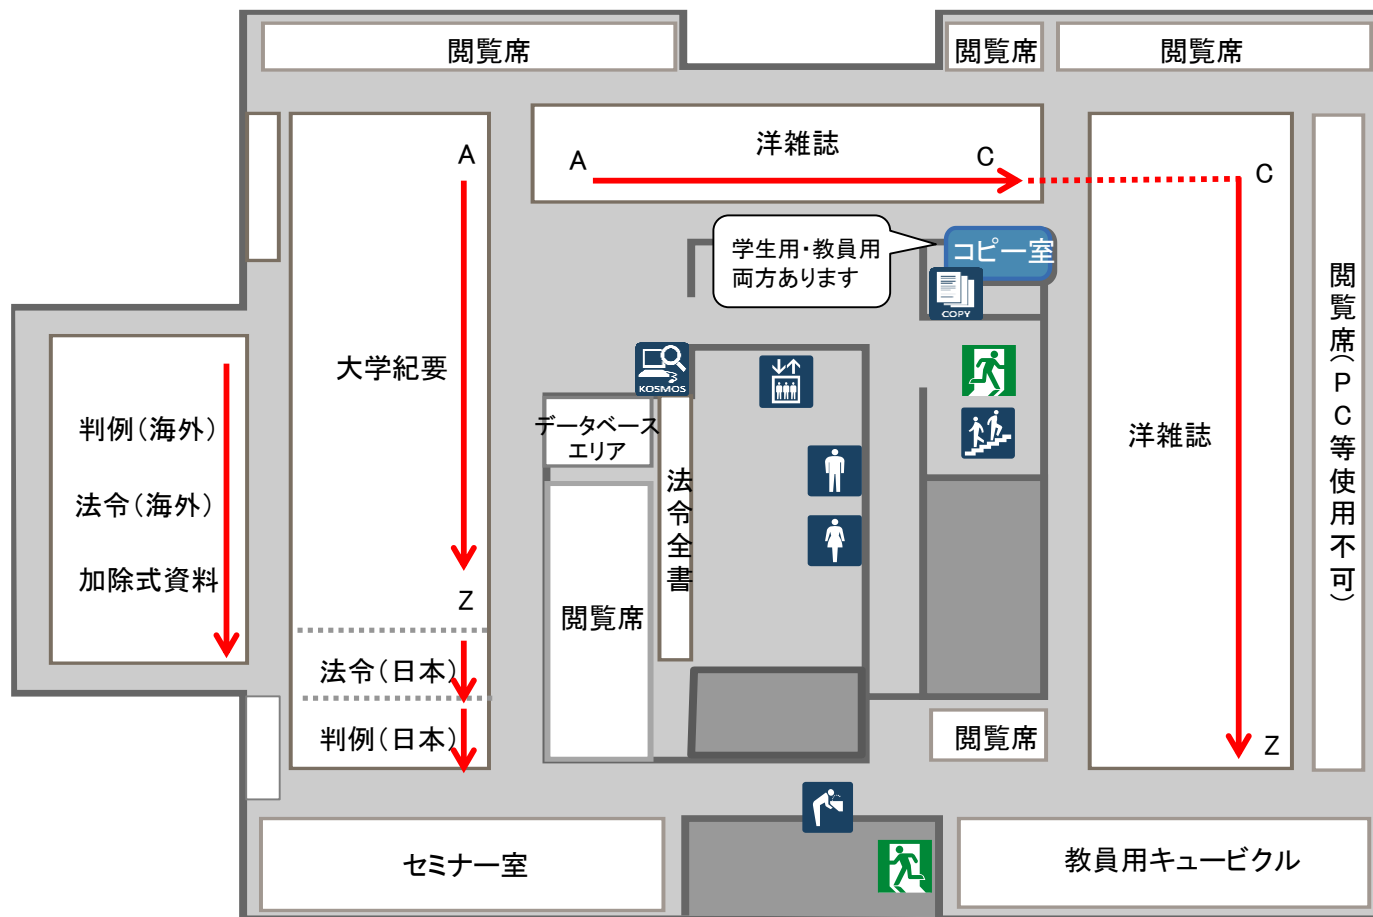 閲覧席
閲覧席
閲覧席
A
洋雑誌
A
C
C
学生用・教員用
両方あります
コピー室
COPY
閲覧席(PC等使用不可)
大学紀要
KOSMOS
データベース
エリア
法令全書
洋雑誌
判例(海外)
法令(海外)
加除式資料
Z
閲覧席
法令(日本)
判例(日本)
閲覧席
Z
セミナー室
教員用キュービクル